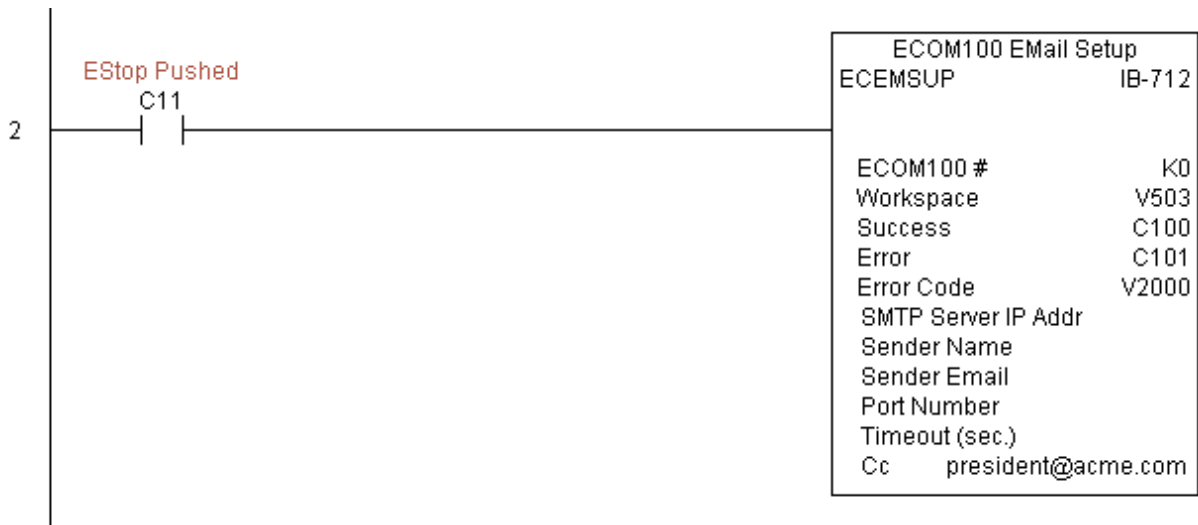 EStop Pushed
C11
2
ECOM100 EMail Setup
ECEMSUP IB-712
ECOM100 # K0
Workspace V503
Success C100
Error C101
Error Code V2000
SMTP Server IP Addr
Sender Name
Sender Email
Port Number
Timeout (sec.)
Cc president@acme.com